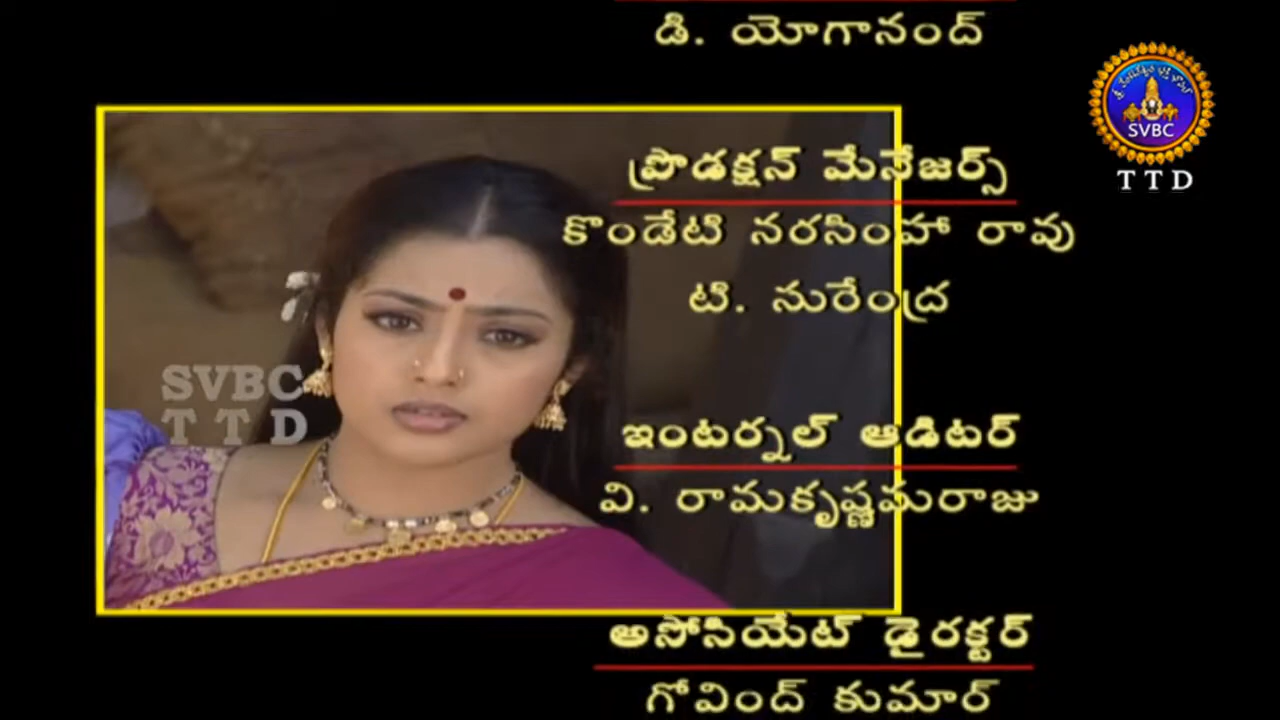 డి. యోగానంద్
SVBC
TTD
ప్రొడక్షన్ మేనేజర్స్
కొండేటి నరసింహా రావు
టి. సురేంద్ర
SVBC
TTD
ఇంటర్నల్ ఆడిటర్
వి. రామకృష్ణమరాజు
అసోసియేట్ డైరక్టర్
గోవింద్ కుమార్